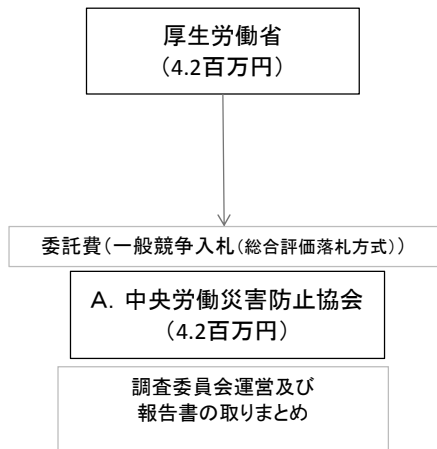 厚生労働省
（4.2百万円）
委託費（一般競争入札（総合評価落札方式））
A．中央労働災害防止協会
（4.2百万円）
調査委員会運営及び
報告書の取りまとめ